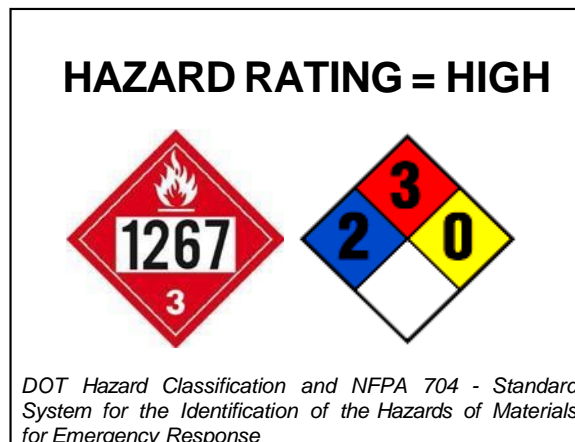 HAZARD RATING = HIGH
3
1267
2 0
3
DOT Hazard Classification and NFPA 704 - Standard
System for the Identification of the Hazards of Materials
for Emergency Response